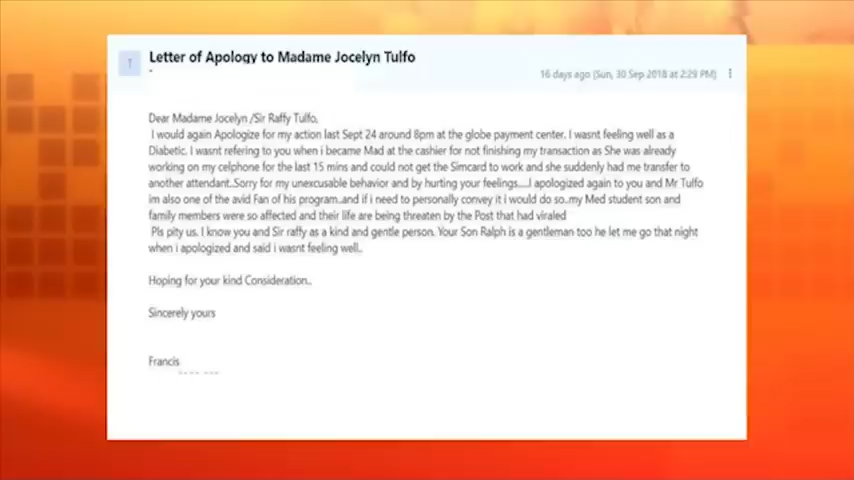 T
Letter of Apology to Madame Jocelyn Tulfo
16 days ago (Sun, 30 Sep 2018 at 2:29 PM)
Dear Madame Jocelyn /Sir Raffy Tulfo,
I would again Apologize for my action last Sept 24 around 8pm at the globe payment center. I wasnt feeling well as a
Diabetic. I wasnt refering to you when i became Mad at the cashier for not finishing my transaction as She was already
working on my celphone for the last 15 mins and could not get the Simcard to work and she suddenly had me transfer to
another attendant..Sorry for my unexcusable behavior and by hurting your feelings....I apologized again to you and Mr Tulfo
im also one of the avid Fan of his program..and if i need to personally convey it i would do so..my Med student son and
family members were so affected and their life are being threaten by the Post that had viraled
Pls pity us. I know you and Sir raffy as a kind and gentle person. Your Son Ralph is a gentleman too he let me go that night
when i apologized and said i wasnt feeling well..
Hoping for your kind Consideration..
Sincerely yours
Francis